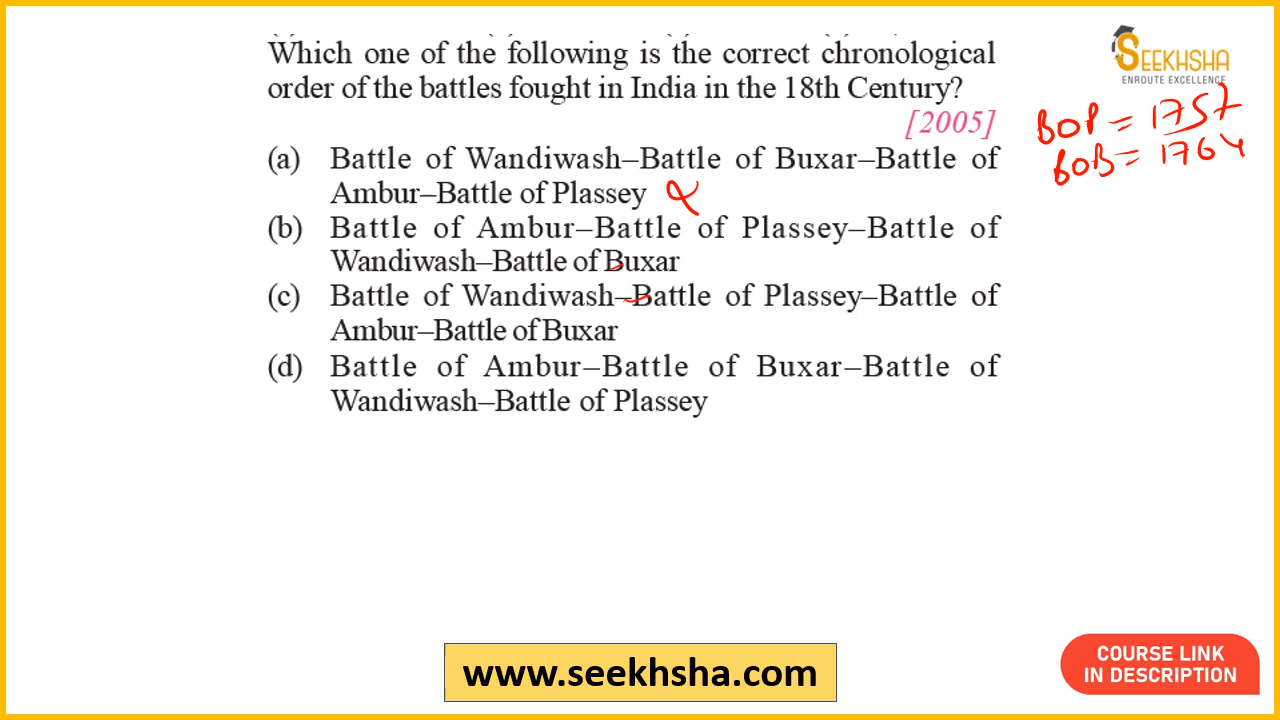 SEEKHSHA
ENROUTE EXCELLENCE
Which one of the following is the correct chronological
order of the battles fought in India in the 18th Century?
[2005]
BOP = 1757
BOB = 1764
(a) Battle of Wandiwash–Battle of Buxar–Battle of
Ambur–Battle of Plassey
(b) Battle of Ambur–Battle of Plassey–Battle of
Wandiwash–Battle of Buxar
(c) Battle of Wandiwash–Battle of Plassey–Battle of
Ambur–Battle of Buxar
(d) Battle of Ambur–Battle of Buxar–Battle of
Wandiwash–Battle of Plassey
www.seekhsha.com
COURSE LINK
IN DESCRIPTION